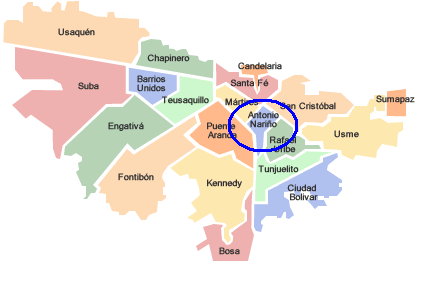 Usaquén
Chapinero
Candelaria
Santa Fé
Barrios
Unidos
Suba
Teusaquillo
Mártires
San Cristóbal
Sumapaz
Antonio
Nariño
Engativá
Puente
Aranda
Usme
Rafael
Uribe
Tunjuelito
Fontibón
Kennedy
Ciudad
Bolivar
Bosa